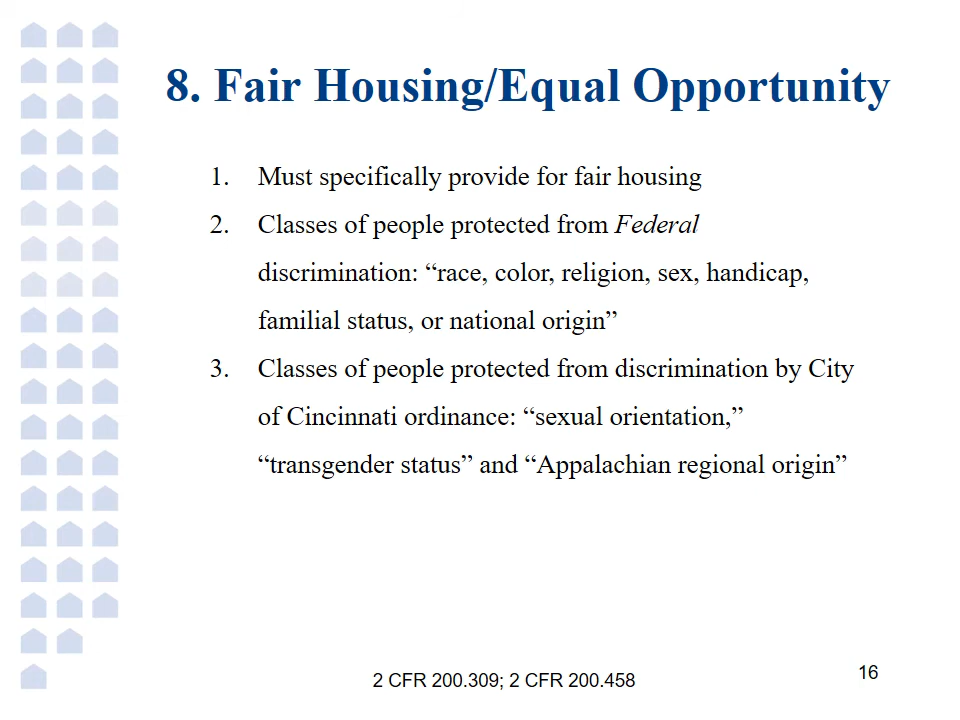 8. Fair Housing/Equal Opportunity
1. Must specifically provide for fair housing
2. Classes of people protected from Federal
discrimination: “race, color, religion, sex, handicap,
familial status, or national origin”
3. Classes of people protected from discrimination by City
of Cincinnati ordinance: “sexual orientation,”
“transgender status” and “Appalachian regional origin”
2 CFR 200.309; 2 CFR 200.458
16